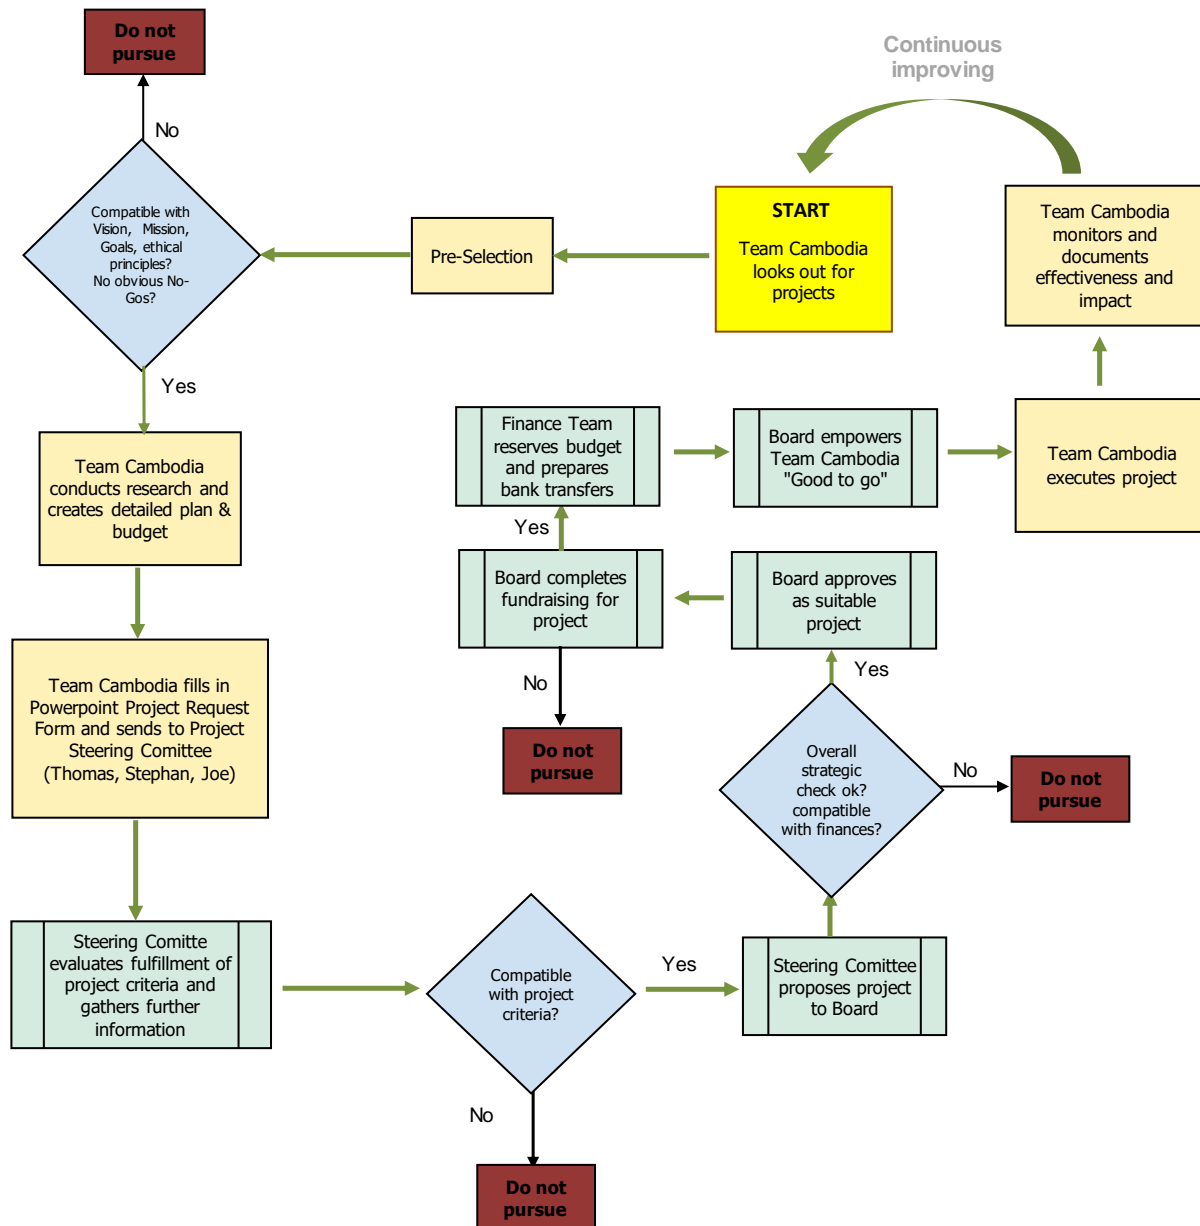 Do not
pursue
No
Compatible with
Vision, Mission,
Goals, ethical
principles?
No obvious No-
Gos?
Yes
Pre-Selection
START
Team Cambodia
looks out for
projects
Continuous
improving
Team Cambodia
monitors and
documents
effectiveness and
impact
Team Cambodia
conducts research and
creates detailed plan &
budget
Finance Team
reserves budget
and prepares
bank transfers
Board empowers
Team Cambodia
"Good to go"
Team Cambodia
executes project
Yes
Board completes
fundraising for
project
Board approves
as suitable
project
No
Do not
pursue
Yes
Team Cambodia fills in
Powerpoint Project Request
Form and sends to Project
Steering Comittee
(Thomas, Stephan, Joe)
Overall
strategic
check ok?
compatible
with finances?
No
Do not
pursue
Steering Comitte
evaluates fulfillment of
project criteria and
gathers further
information
Compatible
with project
criteria?
Yes
Steering Comittee
proposes project
to Board
No
Do not
pursue